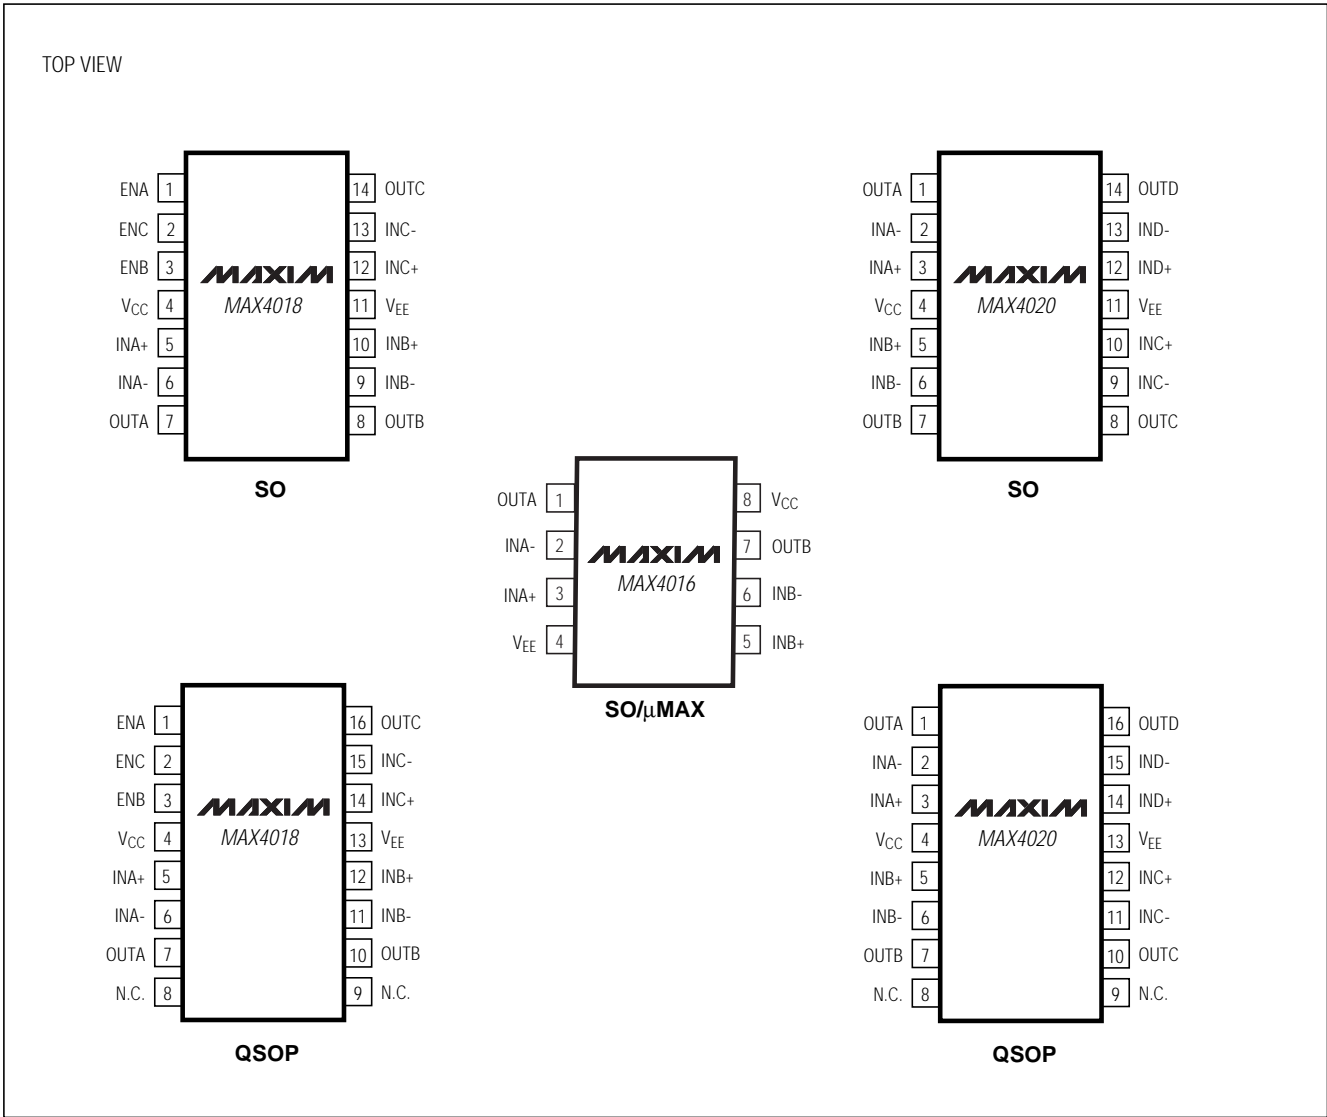 TOP VIEW
ENA 1 14 OUTC
ENC 2 13 INC-
ENB 3 12 INC+
MAXIM
VCC 4 MAX4018 11 VEE
INA+ 5 10 INB+
INA- 6 9 INB-
OUTA 7 8 OUTB
SO
OUTA 1 14 OUTD
INA- 2 13 IND-
INA+ 3 12 IND+
MAXIM
VCC 4 MAX4020 11 VEE
INB+ 5 10 INC+
INB- 6 9 INC-
OUTB 7 8 OUTC
SO
OUTA 1 8 VCC
INA- 2 7 OUTB
MAXIM
MAX4016
INA+ 3 6 INB-
VEE 4 5 INB+
SO/µMAX
ENA 1 16 OUTC
ENC 2 15 INC-
ENB 3 14 INC+
MAXIM
VCC 4 MAX4018 13 VEE
INA+ 5 12 INB+
INA- 6 11 INB-
OUTA 7 10 OUTB
N.C. 8 9 N.C.
QSOP
OUTA 1 16 OUTD
INA- 2 15 IND-
INA+ 3 14 IND+
MAXIM
VCC 4 MAX4020 13 VEE
INB+ 5 12 INC+
INB- 6 11 INC-
OUTB 7 10 OUTC
N.C. 8 9 N.C.
QSOP